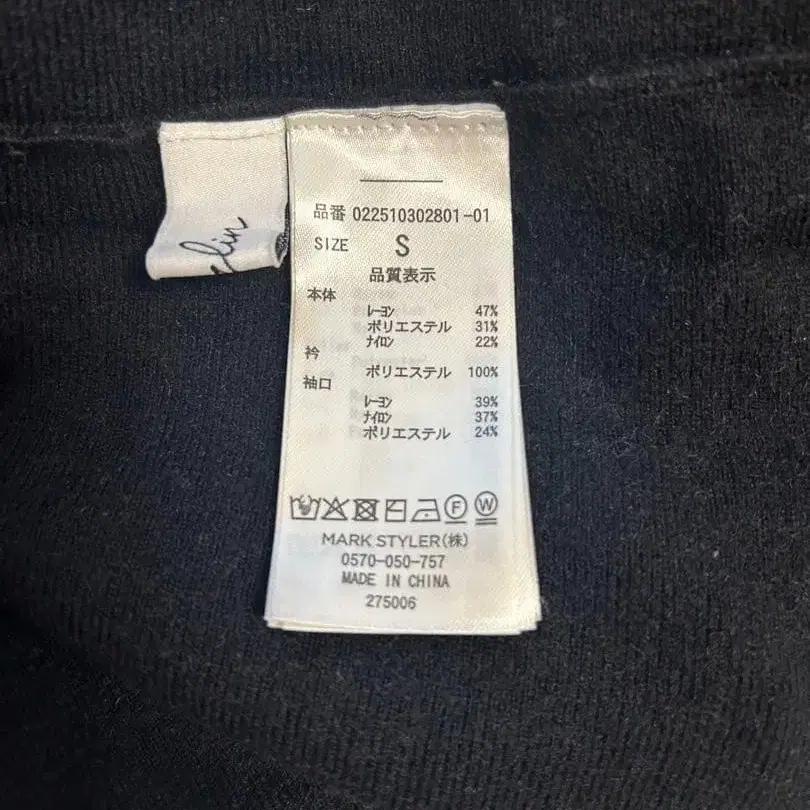 lin
品番 022510302801-01
SIZE S
品質表示
本体
レーヨン 47%
ポリエステル 31%
ナイロン 22%
衿
ポリエステル 100%
袖口
レーヨン 39%
ナイロン 37%
ポリエステル 24%
F W
MARK STYLER(株)
0570-050-757
MADE IN CHINA
275006